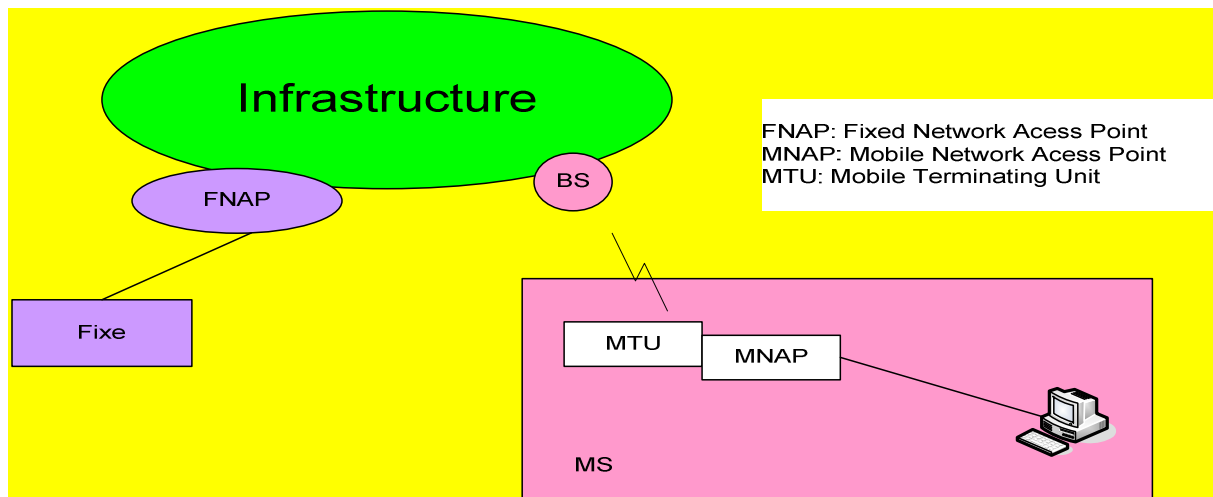 Infrastructure
FNAP: Fixed Network Acess Point
MNAP: Mobile Network Acess Point
MTU: Mobile Terminating Unit
BS
FNAP
Fixe
MTU
MNAP
MS